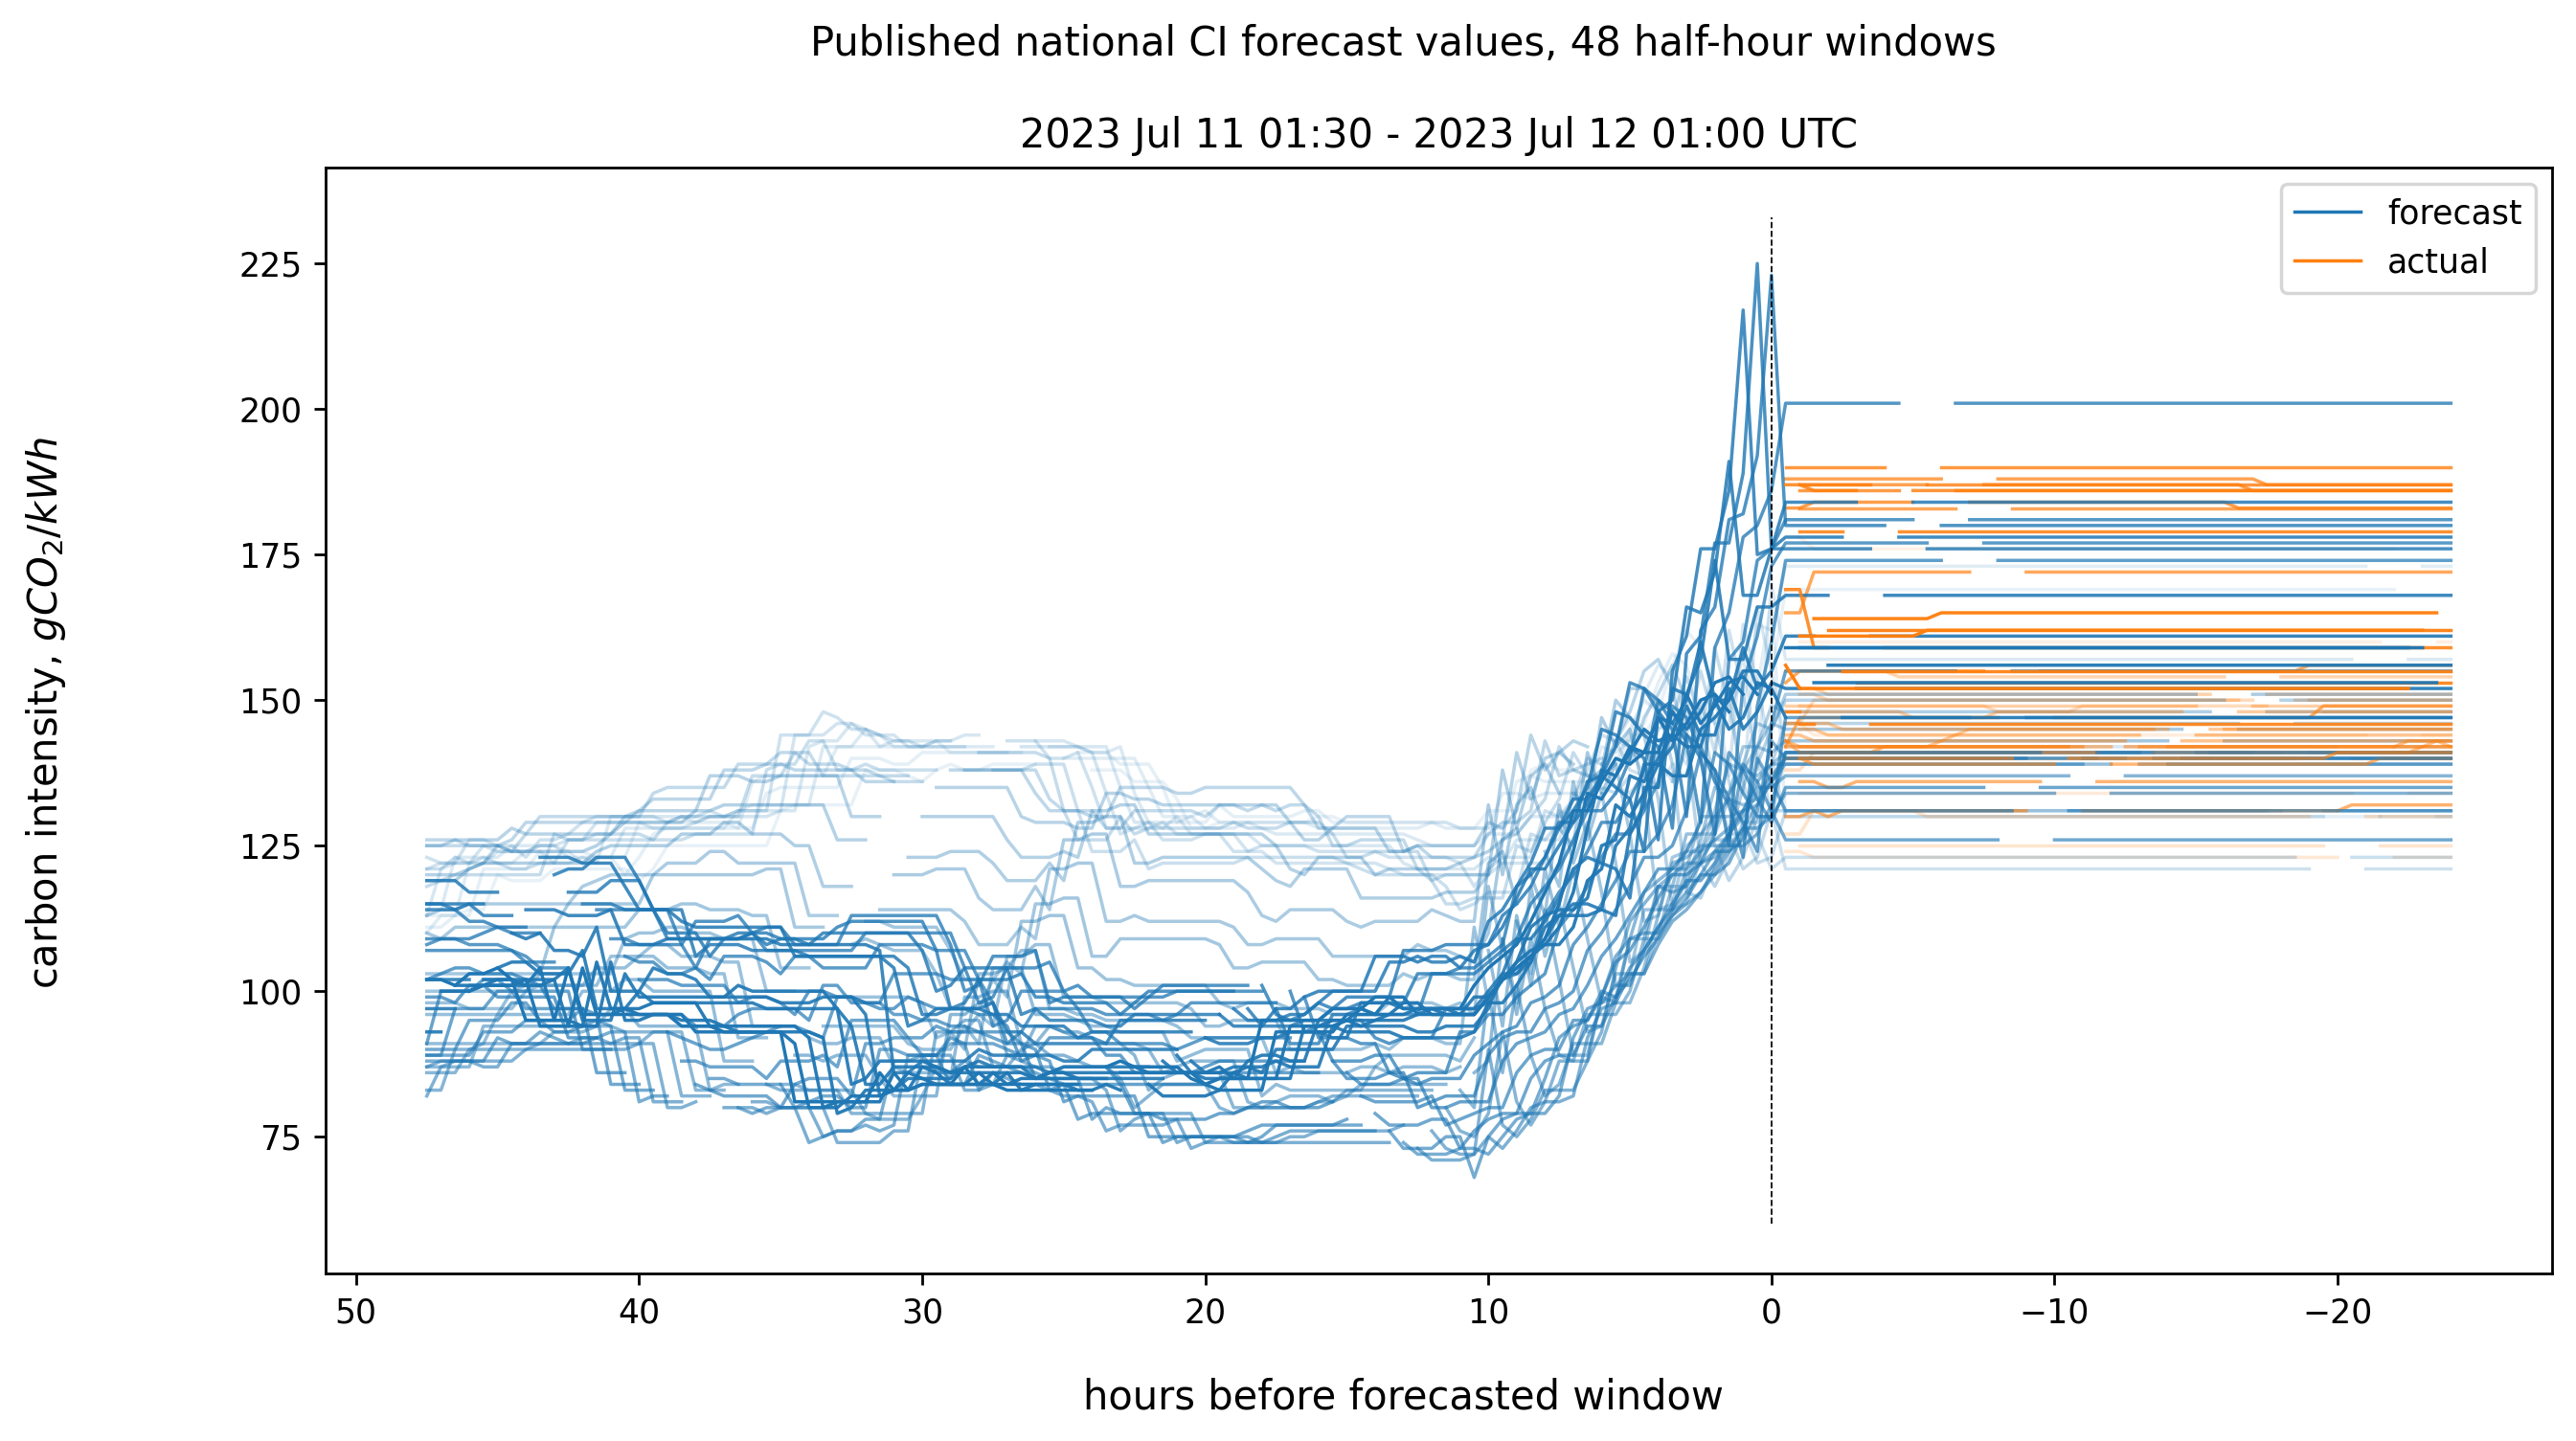 Published national CI forecast values, 48 half-hour windows
2023 Jul 11 01:30 - 2023 Jul 12 01:00 UTC
forecast
actual
225
200
175
150
125
100
75
carbon intensity, gCO₂/kWh
50 40 30 20 10 0 −10 −20
hours before forecasted window